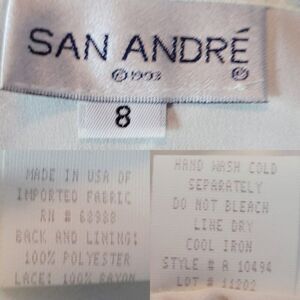 SAN ANDRÉ
© 1993 ©
8
MADE IN USA OF
IMPORTED FABRIC
RN # 68988
BACK AND LINING:
100% POLYESTER
LACE: 100% RAYON
HAND WASH COLD
SEPARATELY
DO NOT BLEACH
LINE DRY
COOL IRON
STYLE # A 10494
LOT # 11202